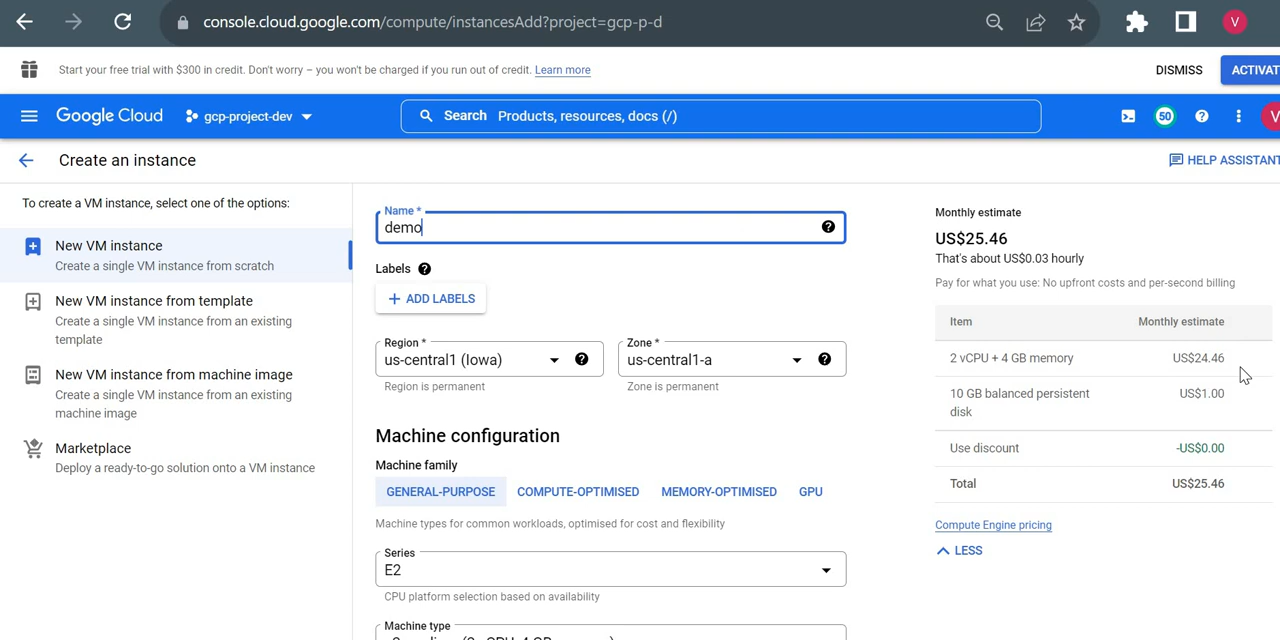 console.cloud.google.com/compute/instancesAdd?project=gcp-p-d
V
Start your free trial with $300 in credit. Don't worry – you won't be charged if you run out of credit. Learn more
DISMISS
ACTIVAT
Google Cloud
gcp-project-dev
Search Products, resources, docs (/)
50
V
Create an instance
HELP ASSISTANT
To create a VM instance, select one of the options:
New VM instance
Create a single VM instance from scratch
New VM instance from template
Create a single VM instance from an existing
template
New VM instance from machine image
Create a single VM instance from an existing
machine image
Marketplace
Deploy a ready-to-go solution onto a VM instance
Name *
demo
Labels
+ ADD LABELS
Region *
us-central1 (Iowa)
Region is permanent
Zone *
us-central1-a
Zone is permanent
Machine configuration
Machine family
GENERAL-PURPOSE COMPUTE-OPTIMISED MEMORY-OPTIMISED GPU
Machine types for common workloads, optimised for cost and flexibility
Series
E2
CPU platform selection based on availability
Machine type
Monthly estimate
US$25.46
That's about US$0.03 hourly
Pay for what you use: No upfront costs and per-second billing
Item Monthly estimate
2 vCPU + 4 GB memory US$24.46
10 GB balanced persistent US$1.00
disk
Use discount -US$0.00
Total US$25.46
Compute Engine pricing
LESS